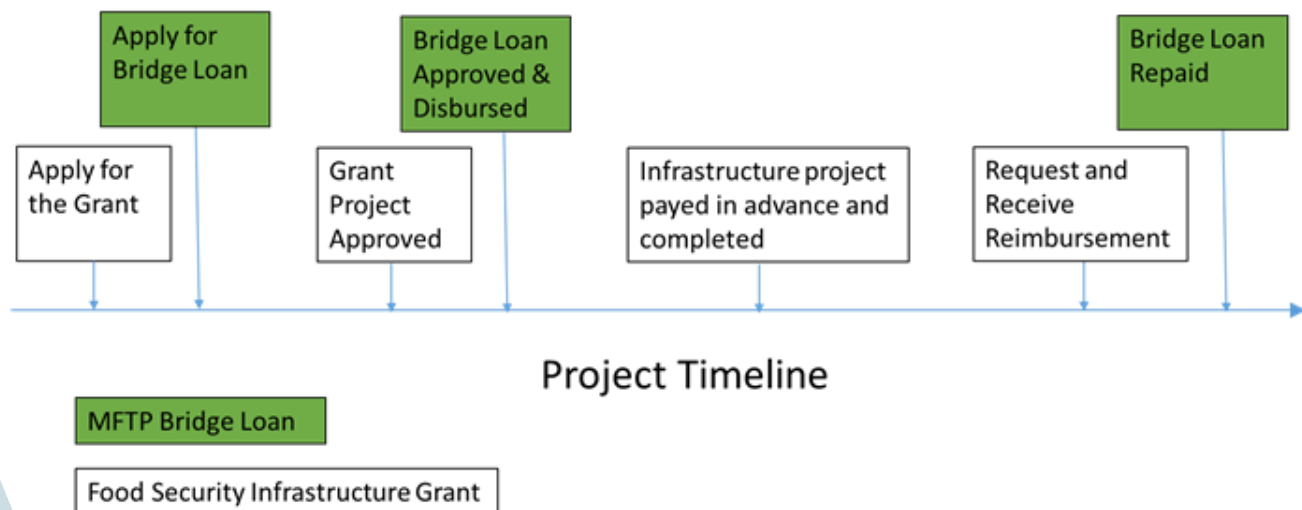 Apply for
Bridge Loan
Bridge Loan
Approved &
Disbursed
Bridge Loan
Repaid
Apply for
the Grant
Grant
Project
Approved
Infrastructure project
payed in advance and
completed
Request and
Receive
Reimbursement
Project Timeline
MFTP Bridge Loan
Food Security Infrastructure Grant